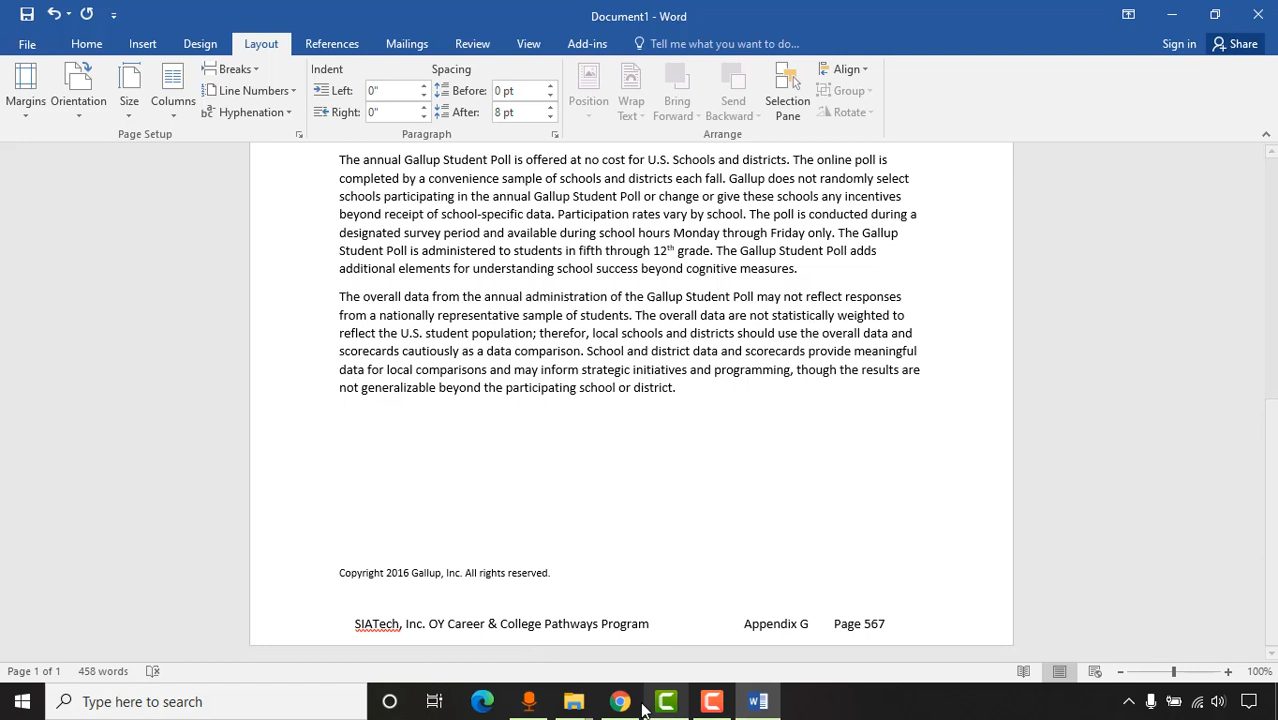 Document1 - Word
File Home Insert Design Layout References Mailings Review View Add-ins Tell me what you want to do... Sign in Share
Margins Orientation Size Columns
Breaks
Line Numbers
Hyphenation
Page Setup
Indent
Left: 0"
Right: 0"
Spacing
Before: 0 pt
After: 8 pt
Paragraph
Position
Wrap Text
Bring Forward
Send Backward
Selection Pane
Align
Group
Rotate
Arrange
The annual Gallup Student Poll is offered at no cost for U.S. Schools and districts. The online poll is
completed by a convenience sample of schools and districts each fall. Gallup does not randomly select
schools participating in the annual Gallup Student Poll or change or give these schools any incentives
beyond receipt of school-specific data. Participation rates vary by school. The poll is conducted during a
designated survey period and available during school hours Monday through Friday only. The Gallup
Student Poll is administered to students in fifth through 12th grade. The Gallup Student Poll adds
additional elements for understanding school success beyond cognitive measures.
The overall data from the annual administration of the Gallup Student Poll may not reflect responses
from a nationally representative sample of students. The overall data are not statistically weighted to
reflect the U.S. student population; therefor, local schools and districts should use the overall data and
scorecards cautiously as a data comparison. School and district data and scorecards provide meaningful
data for local comparisons and may inform strategic initiatives and programming, though the results are
not generalizable beyond the participating school or district.
Copyright 2016 Gallup, Inc. All rights reserved.
SIATech, Inc. OY Career & College Pathways Program Appendix G Page 567
Page 1 of 1 458 words 100%
Type here to search